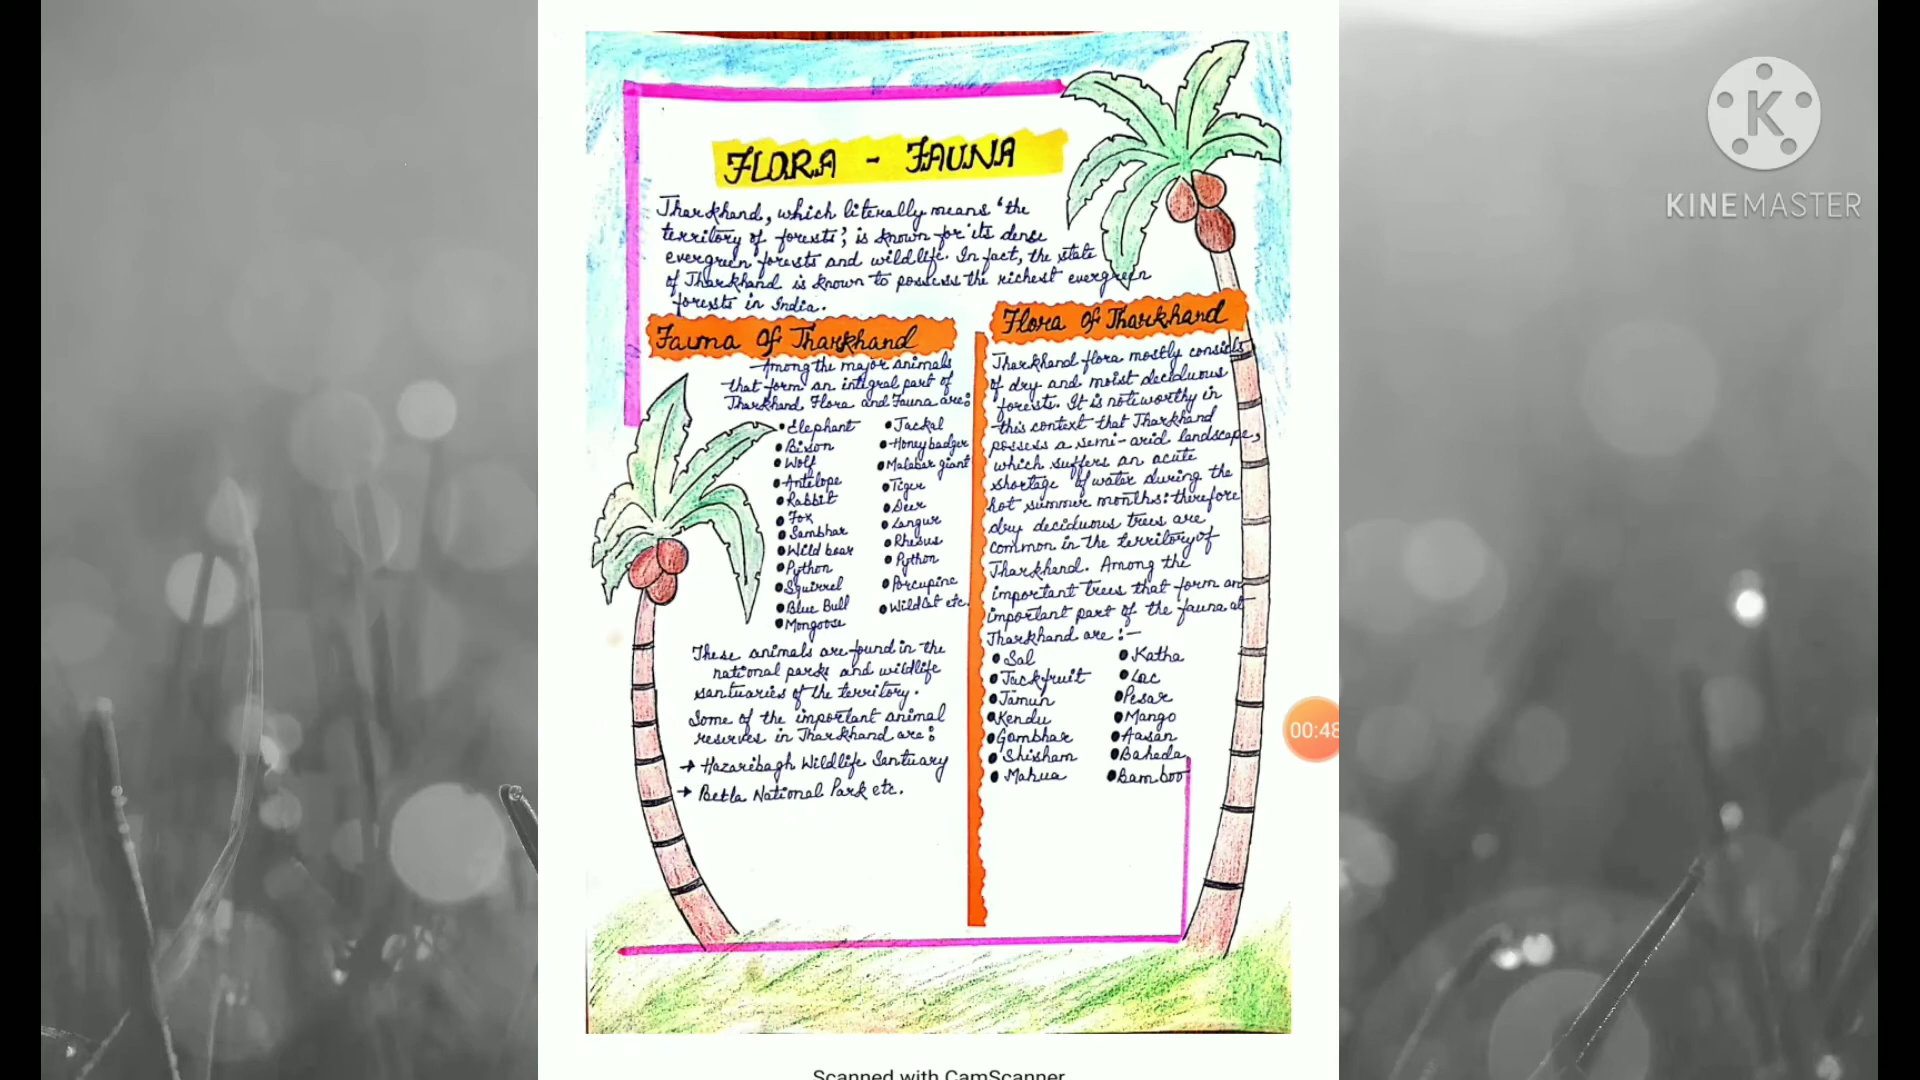 FLORA - FAUNA
Jharkhand, which literally means 'the
territory of forests', is known for its dense
evergreen forests and wildlife. In fact, the state
of Jharkhand is known to possess the richest evergreen
forests in India.
Fauna Of Jharkhand
Among the major animals
that form an integral part of
Jharkhand Flora and Fauna are:
• Elephant
• Bison
• Wolf
• Antelope
• Rabbit
• Fox
• Sambhar
• Wild boar
• Python
• Squirrel
• Blue Bull
• Mongoose
• Jackal
• Honey badger
• Malabar giant
• Tiger
• Deer
• Langur
• Rhesus
• Python
• Porcupine
• Wildcat etc.
These animals are found in the
national parks and wildlife
santuaries of the territory.
Some of the important animal
reserves in Jharkhand are:
→ Hazaribagh Wildlife Santuary
→ Betla National Park etc.
Flora Of Jharkhand
Jharkhand flora mostly consists
of dry and moist deciduous
forests. It is noteworthy in
this context that Jharkhand
possess a semi-arid landscape,
which suffers an acute
shortage of water during the
hot summer months: therefore
dry deciduous trees are
common in the territory of
Jharkhand. Among the
important trees that form an
important part of the fauna at
Jharkhand are :-
• Sal
• Jackfruit
• Jamun
• Kendu
• Gambhar
• Shisham
• Mahua
• Katha
• Lac
• Pesar
• Mango
• Aasan
• Baheda
• Bamboo
K
KINEMASTER
00:48
Scanned with CamScanner